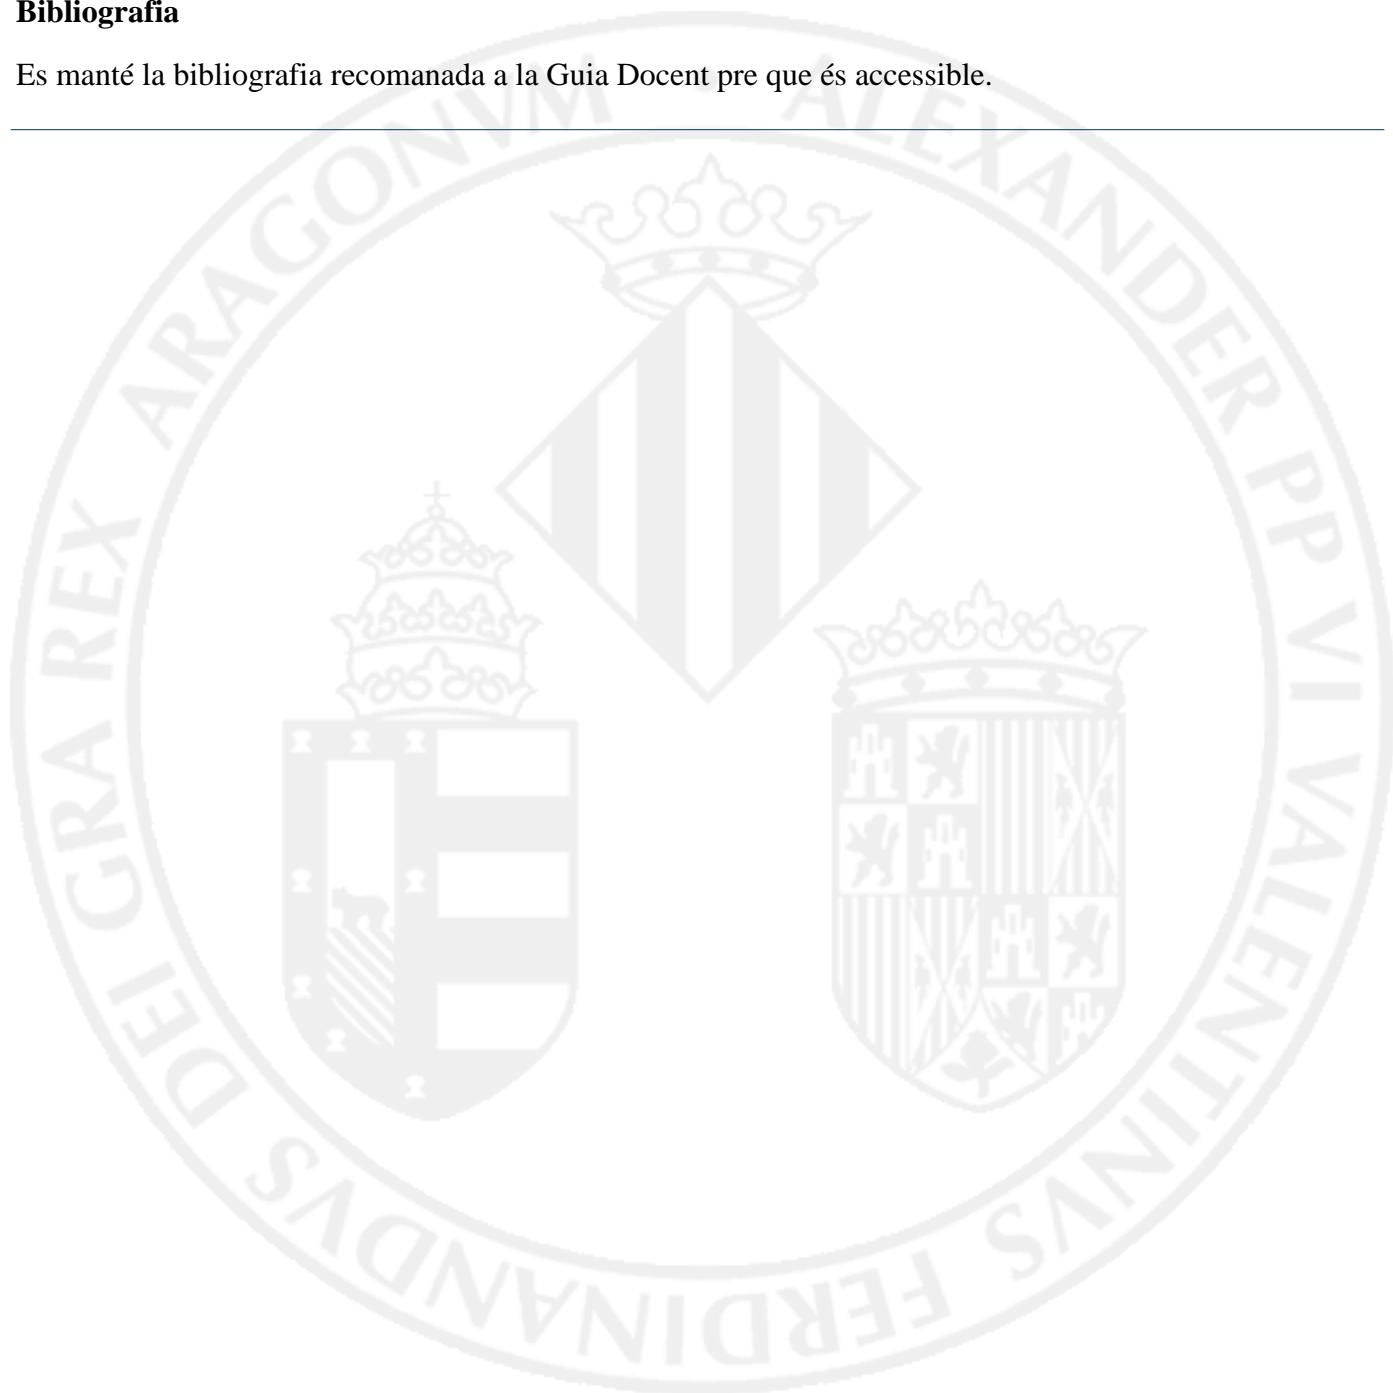 Bibliografia
Es manté la bibliografia recomanada a la Guia Docent pre que és accessible.
ALEXANDER PP VI VALENTINVS FERDINANDVS DEI GRA REX ARAGONVM